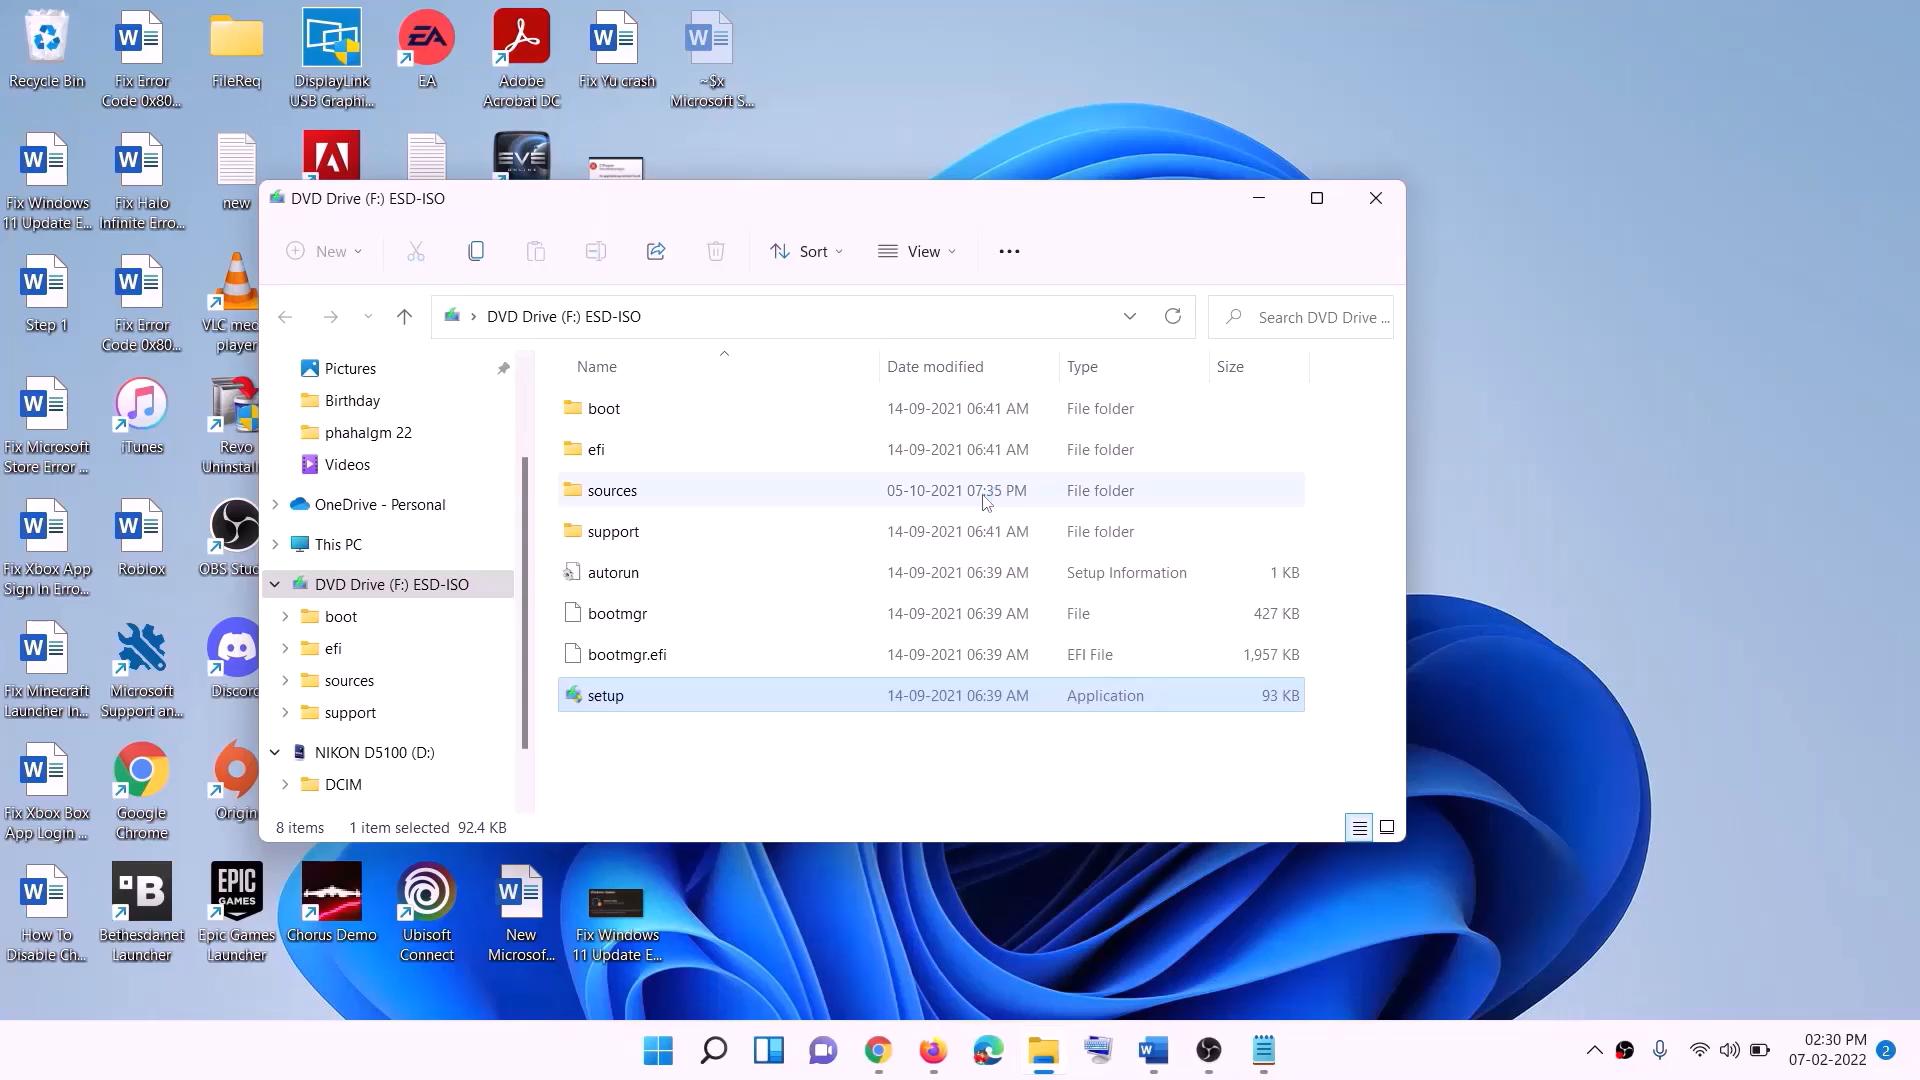 Recycle Bin
Fix Error
Code 0x80...
FileReq
DisplayLink
USB Graphi...
EA
EA
Adobe
Acrobat DC
Fix Yu crash
~$x
Microsoft S...
Fix Windows
11 Update E...
Fix Halo
Infinite Erro...
new
EVE
ONLINE
Step 1
Fix Error
Code 0x80...
VLC med
player
Fix Microsoft
Store Error ...
iTunes
Revo
Uninstall
Fix Xbox App
Sign In Erro...
Roblox
OBS Stud
Fix Minecraft
Launcher In...
Microsoft
Support an...
Discord
Fix Xbox Box
App Login ...
Google
Chrome
Origin
How To
Disable Ch...
Bethesda.net
Launcher
EPIC
GAMES
Epic Games
Launcher
Chorus Demo
Ubisoft
Connect
New
Microsof...
Fix Windows
11 Update E...
DVD Drive (F:) ESD-ISO
New
Sort
View
DVD Drive (F:) ESD-ISO
Search DVD Drive ...
Pictures
Birthday
phahalgm 22
Videos
OneDrive - Personal
This PC
DVD Drive (F:) ESD-ISO
boot
efi
sources
support
NIKON D5100 (D:)
DCIM
Name Date modified Type Size
boot 14-09-2021 06:41 AM File folder
efi 14-09-2021 06:41 AM File folder
sources 05-10-2021 07:35 PM File folder
support 14-09-2021 06:41 AM File folder
autorun 14-09-2021 06:39 AM Setup Information 1 KB
bootmgr 14-09-2021 06:39 AM File 427 KB
bootmgr.efi 14-09-2021 06:39 AM EFI File 1,957 KB
setup 14-09-2021 06:39 AM Application 93 KB
8 items 1 item selected 92.4 KB
02:30 PM
07-02-2022
2